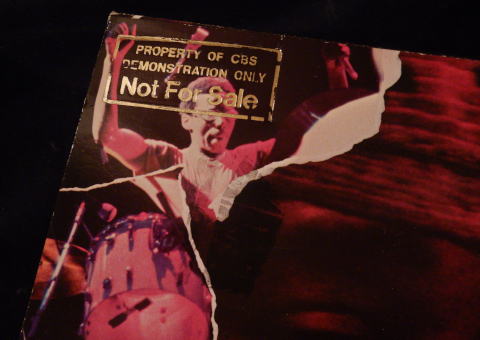 PROPERTY OF CBS
DEMONSTRATION ONLY
Not For Sale